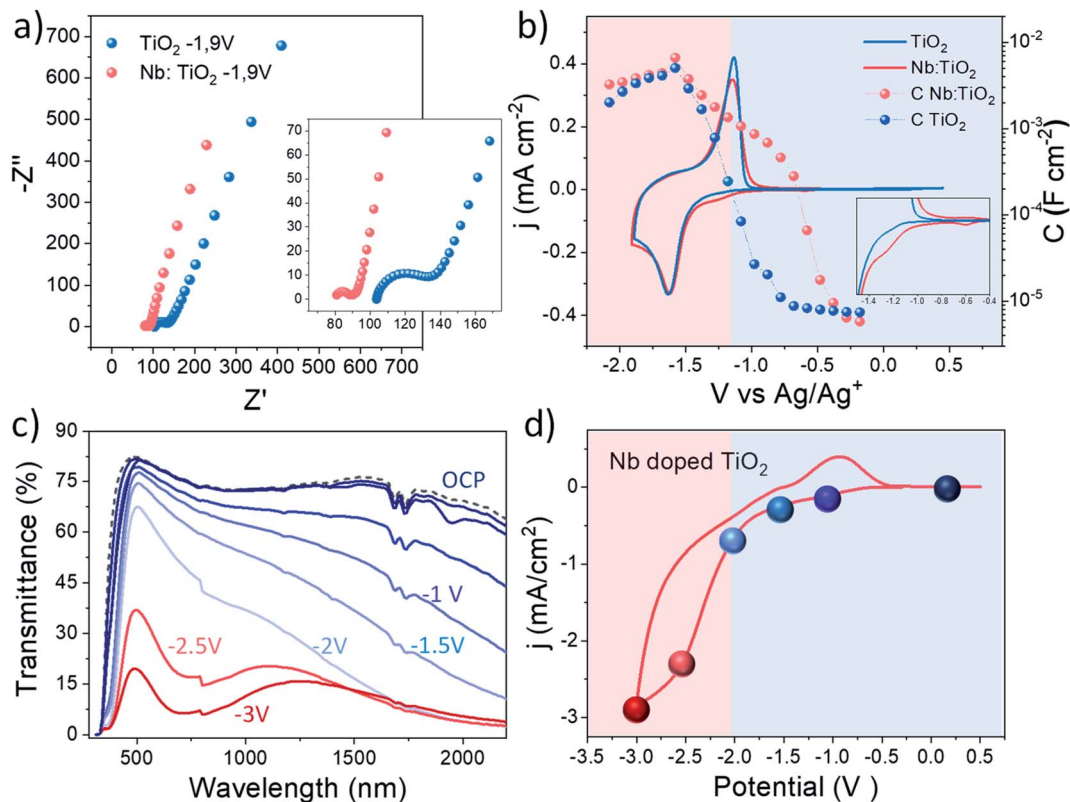 a)
TiO₂ -1,9V
Nb: TiO₂ -1,9V
-Z"
700
600
500
400
300
200
100
0
0 100 200 300 400 500 600 700
Z'
70
60
50
40
30
20
10
0
80 100 120 140 160
b)
TiO₂
Nb:TiO₂
C Nb:TiO₂
C TiO₂
j (mA cm⁻²)
0.4
0.2
0.0
-0.2
-0.4
10⁻²
10⁻³
10⁻⁴
10⁻⁵
C (F cm⁻²)
-1.4 -1.2 -1.0 -0.8 -0.6 -0.4
-2.0 -1.5 -1.0 -0.5 0.0 0.5
V vs Ag/Ag⁺
c)
Transmittance (%)
90
75
60
45
30
15
0
OCP
-1 V
-1.5V
-2V
-2.5V
-3V
500 1000 1500 2000
Wavelength (nm)
d)
Nb doped TiO₂
j (mA/cm²)
0
-1
-2
-3
-3.5 -3.0 -2.5 -2.0 -1.5 -1.0 -0.5 0.0 0.5
Potential (V )